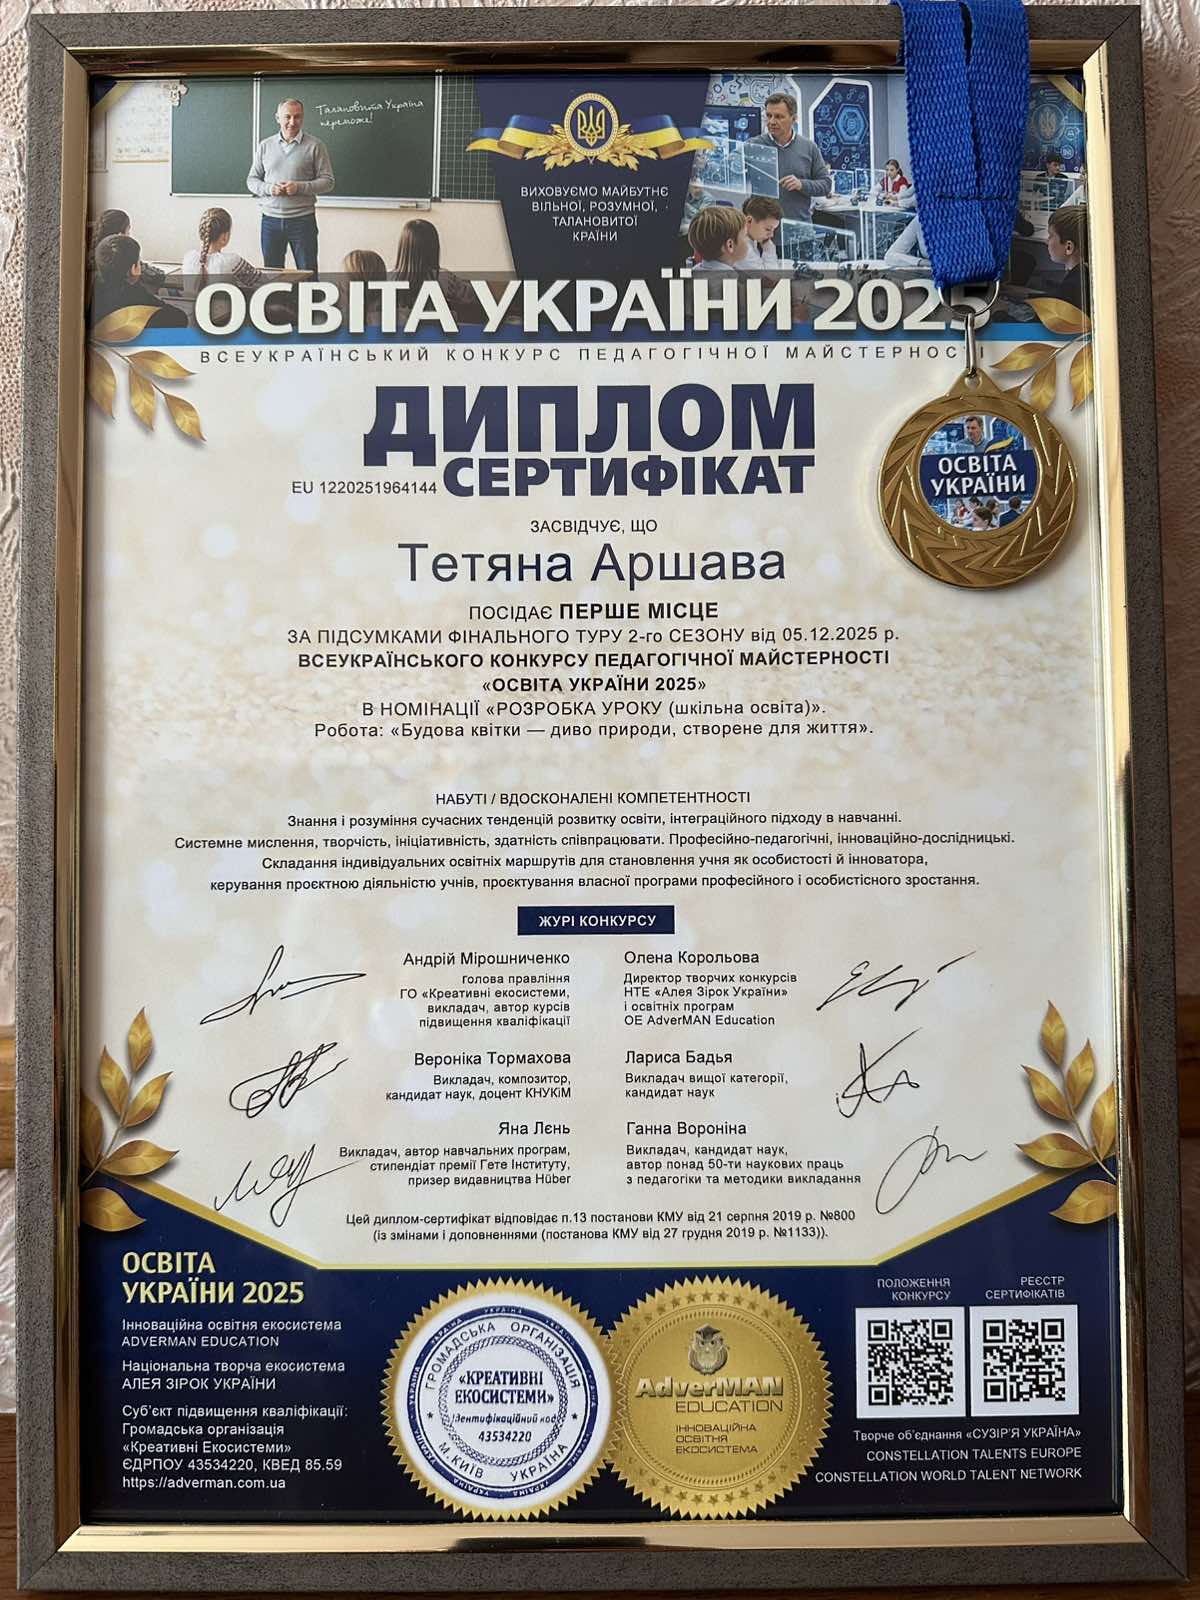 Талановита Україна
переможе!
ВИХОВУЄМО МАЙБУТНЄ
ВІЛЬНОЇ, РОЗУМНОЇ,
ТАЛАНОВИТОЇ
КРАЇНИ
ОСВІТА УКРАЇНИ 2025
ВСЕУКРАЇНСЬКИЙ КОНКУРС ПЕДАГОГІЧНОЇ МАЙСТЕРНОСТІ
ДИПЛОМ
EU 1220251964144 СЕРТИФІКАТ
ОСВІТА
УКРАЇНИ
ЗАСВІДЧУЄ, ЩО
Тетяна Аршава
ПОСІДАЄ ПЕРШЕ МІСЦЕ
ЗА ПІДСУМКАМИ ФІНАЛЬНОГО ТУРУ 2-го СЕЗОНУ від 05.12.2025 р.
ВСЕУКРАЇНСЬКОГО КОНКУРСУ ПЕДАГОГІЧНОЇ МАЙСТЕРНОСТІ
«ОСВІТА УКРАЇНИ 2025»
В НОМІНАЦІЇ «РОЗРОБКА УРОКУ (шкільна освіта)».
Робота: «Будова квітки — диво природи, створене для життя».
НАБУТІ / ВДОСКОНАЛЕНІ КОМПЕТЕНТНОСТІ
Знання і розуміння сучасних тенденцій розвитку освіти, інтеграційного підходу в навчанні.
Системне мислення, творчість, ініціативність, здатність співпрацювати. Професійно-педагогічні, інноваційно-дослідницькі.
Складання індивідуальних освітніх маршрутів для становлення учня як особистості й інноватора,
керування проєктною діяльністю учнів, проєктування власної програми професійного і особистісного зростання.
ЖУРІ КОНКУРСУ
Андрій Мірошниченко
голова правління
ГО «Креативні екосистеми,
викладач, автор курсів
підвищення кваліфікації
Олена Корольова
Директор творчих конкурсів
НТЕ «Алея Зірок України»
і освітніх програм
ОЕ AdverMAN Education
Вероніка Тормахова
Викладач, композитор,
кандидат наук, доцент КНУКіМ
Лариса Бадья
Викладач вищої категорії,
кандидат наук
Яна Лєнь
Викладач, автор навчальних програм,
стипендіат премії Гете Інституту,
призер видавництва Hüber
Ганна Вороніна
Викладач, кандидат наук,
автор понад 50-ти наукових праць
з педагогіки та методики викладання
Цей диплом-сертифікат відповідає п.13 постанови КМУ від 21 серпня 2019 р. №800
(із змінами і доповненнями (постанова КМУ від 27 грудня 2019 р. №1133)).
ОСВІТА
УКРАЇНИ 2025
Інноваційна освітня екосистема
ADVERMAN EDUCATION
Національна творча екосистема
АЛЕЯ ЗІРОК УКРАЇНИ
Суб'єкт підвищення кваліфікації:
Громадська організація
«Креативні Екосистеми»
ЄДРПОУ 43534220, КВЕД 85.59
https://adverman.com.ua
ГРОМАДСЬКА ОРГАНІЗАЦІЯ
«КРЕАТИВНІ
ЕКОСИСТЕМИ»
Ідентифікаційний код
43534220
М.КИЇВ УКРАЇНА
AdverMAN
EDUCATION
ІННОВАЦІЙНА
ОСВІТНЯ
ЕКОСИСТЕМА
ПОЛОЖЕННЯ
КОНКУРСУ
РЕЄСТР
СЕРТИФІКАТІВ
Творче об'єднання «СУЗІР'Я УКРАЇНА»
CONSTELLATION TALENTS EUROPE
CONSTELLATION WORLD TALENT NETWORK